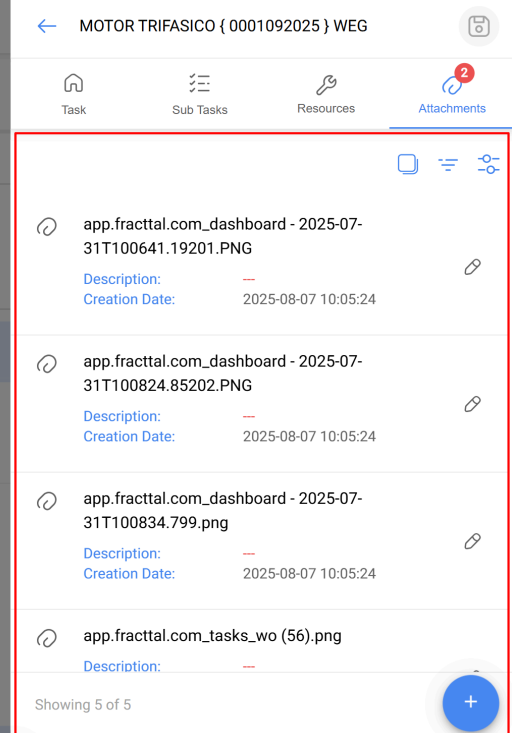 MOTOR TRIFASICO { 0001092025 } WEG
2
Task
Sub Tasks
Resources
Attachments
app.fracttal.com_dashboard - 2025-07-
31T100641.19201.PNG
Description: ---
Creation Date: 2025-08-07 10:05:24
app.fracttal.com_dashboard - 2025-07-
31T100824.85202.PNG
Description: ---
Creation Date: 2025-08-07 10:05:24
app.fracttal.com_dashboard - 2025-07-
31T100834.799.png
Description: ---
Creation Date: 2025-08-07 10:05:24
app.fracttal.com_tasks_wo (56).png
Description: ---
Showing 5 of 5
+